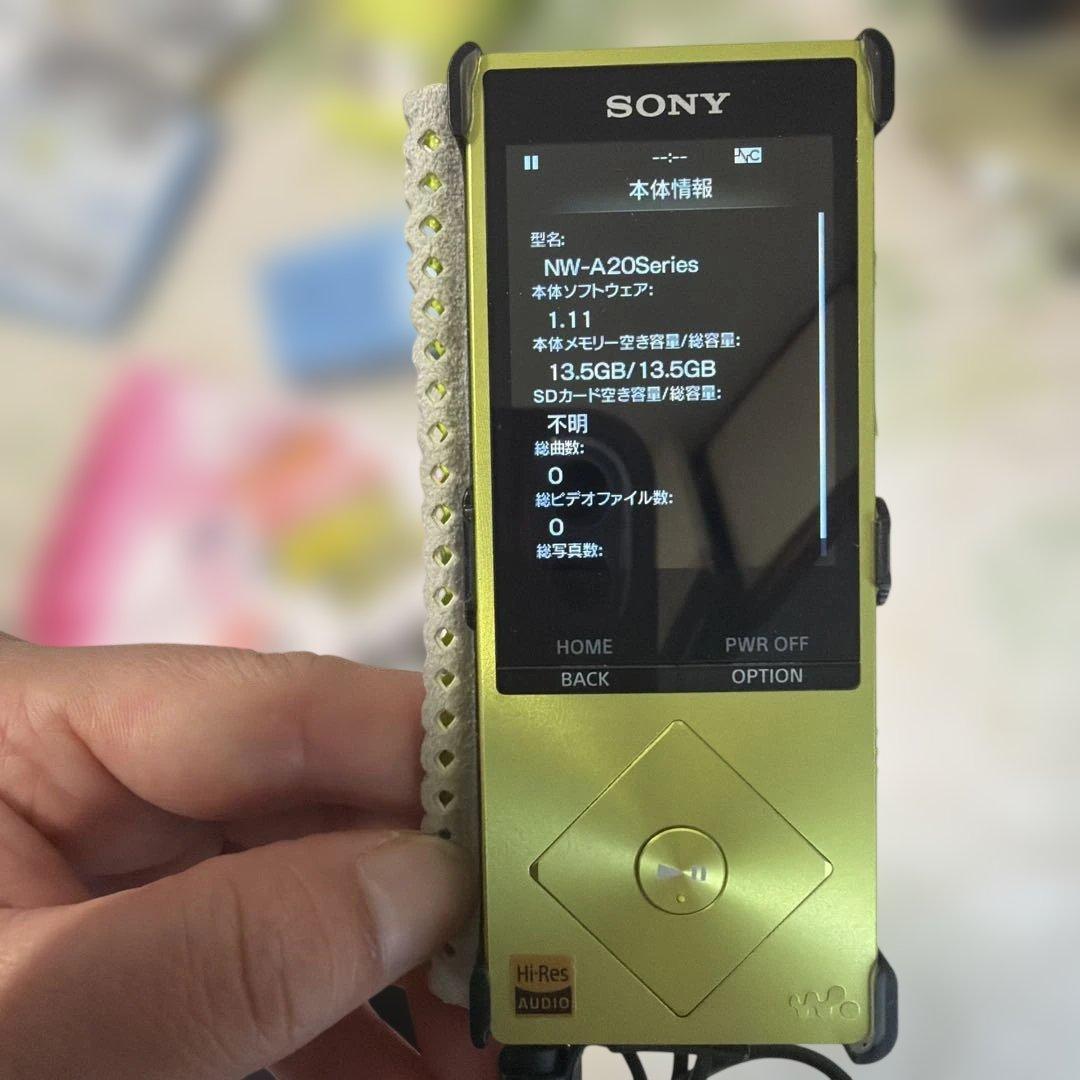 SONY
--:--
NC
本体情報
型名:
NW-A20Series
本体ソフトウェア:
1.11
本体メモリー空き容量/総容量:
13.5GB/13.5GB
SDカード空き容量/総容量:
不明
総曲数:
0
総ビデオファイル数:
0
総写真数:
HOME PWR OFF
BACK OPTION
Hi-Res
AUDIO